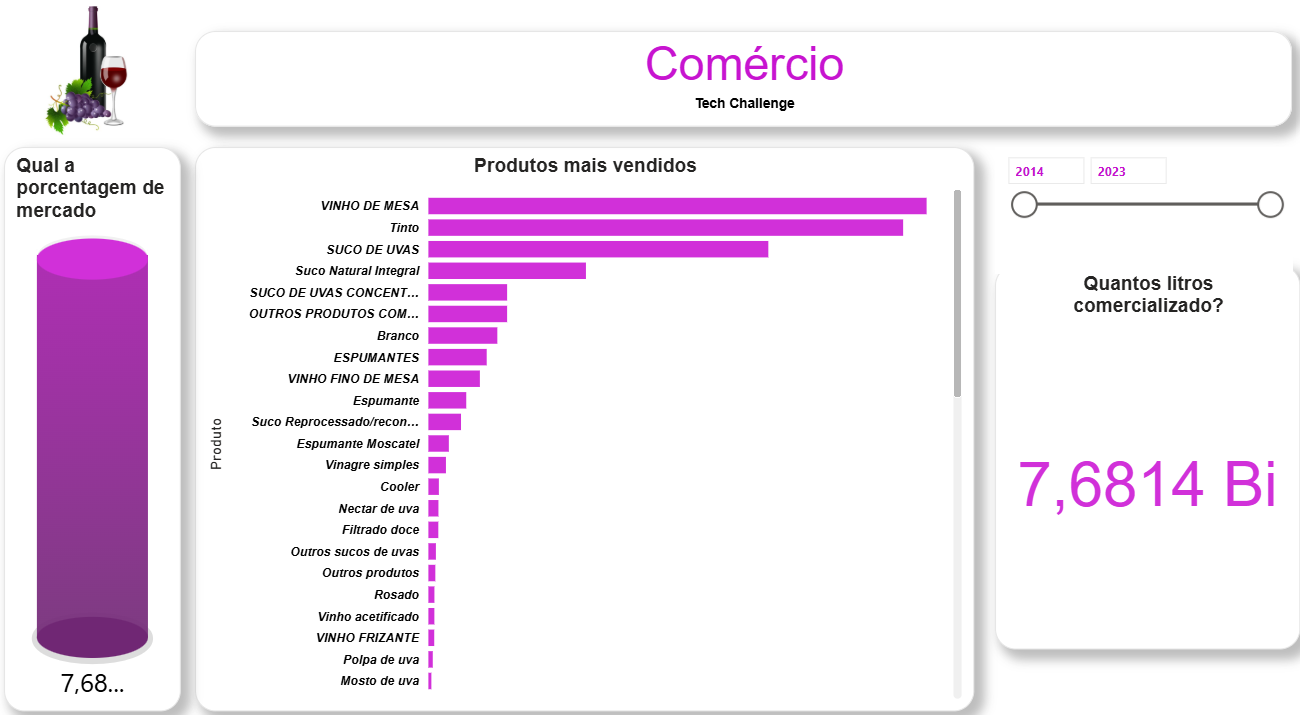 Comércio
Tech Challenge
Qual a
porcentagem de
mercado
7,68...
Produtos mais vendidos
Produto
VINHO DE MESA
Tinto
SUCO DE UVAS
Suco Natural Integral
SUCO DE UVAS CONCENT...
OUTROS PRODUTOS COM...
Branco
ESPUMANTES
VINHO FINO DE MESA
Espumante
Suco Reprocessado/recon...
Espumante Moscatel
Vinagre simples
Cooler
Nectar de uva
Filtrado doce
Outros sucos de uvas
Outros produtos
Rosado
Vinho acetificado
VINHO FRIZANTE
Polpa de uva
Mosto de uva
2014
2023
Quantos litros
comercializado?
7,6814 Bi